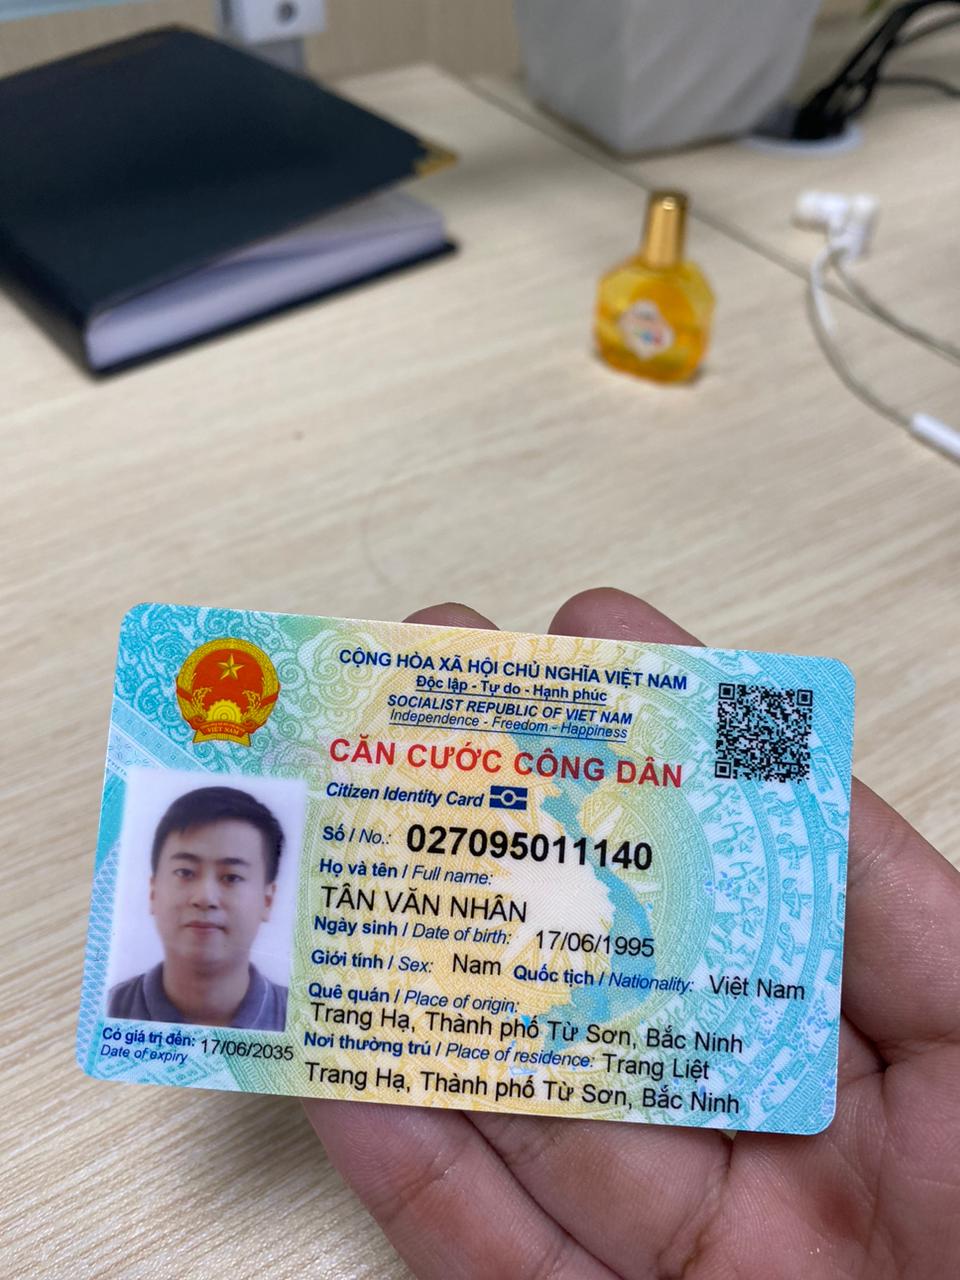 CỘNG HÒA XÃ HỘI CHỦ NGHĨA VIỆT NAM
Độc lập - Tự do - Hạnh phúc
SOCIALIST REPUBLIC OF VIET NAM
Independence - Freedom - Happiness
CĂN CƯỚC CÔNG DÂN
Citizen Identity Card
Số / No.: 027095011140
Họ và tên / Full name:
TÂN VĂN NHÂN
Ngày sinh / Date of birth: 17/06/1995
Giới tính / Sex: Nam Quốc tịch / Nationality: Việt Nam
Quê quán / Place of origin:
Trang Hạ, Thành phố Từ Sơn, Bắc Ninh
Nơi thường trú / Place of residence: Trang Liệt
Trang Hạ, Thành phố Từ Sơn, Bắc Ninh
Có giá trị đến: 17/06/2035
Date of expiry
VIỆT NAM